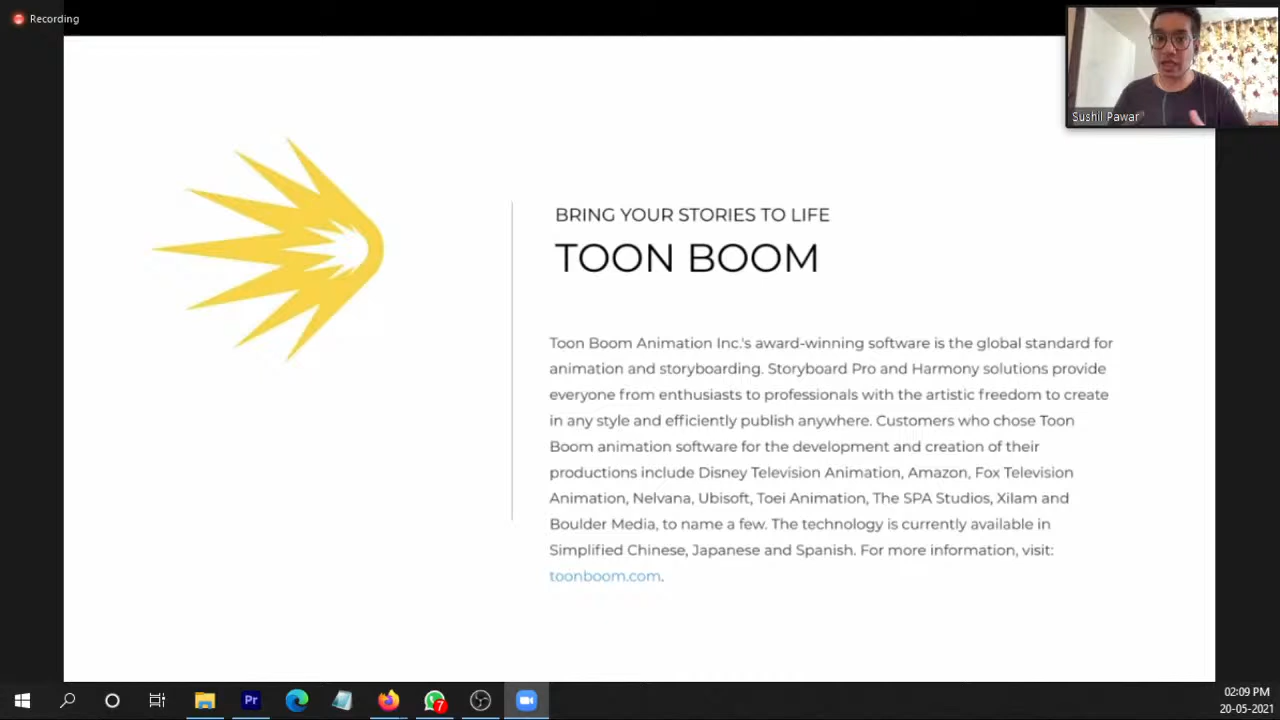 Recording
Sushil Pawar
BRING YOUR STORIES TO LIFE
TOON BOOM
Toon Boom Animation Inc.'s award-winning software is the global standard for
animation and storyboarding. Storyboard Pro and Harmony solutions provide
everyone from enthusiasts to professionals with the artistic freedom to create
in any style and efficiently publish anywhere. Customers who chose Toon
Boom animation software for the development and creation of their
productions include Disney Television Animation, Amazon, Fox Television
Animation, Nelvana, Ubisoft, Toei Animation, The SPA Studios, Xilam and
Boulder Media, to name a few. The technology is currently available in
Simplified Chinese, Japanese and Spanish. For more information, visit:
toonboom.com.
Pr
7
02:09 PM
20-05-2021